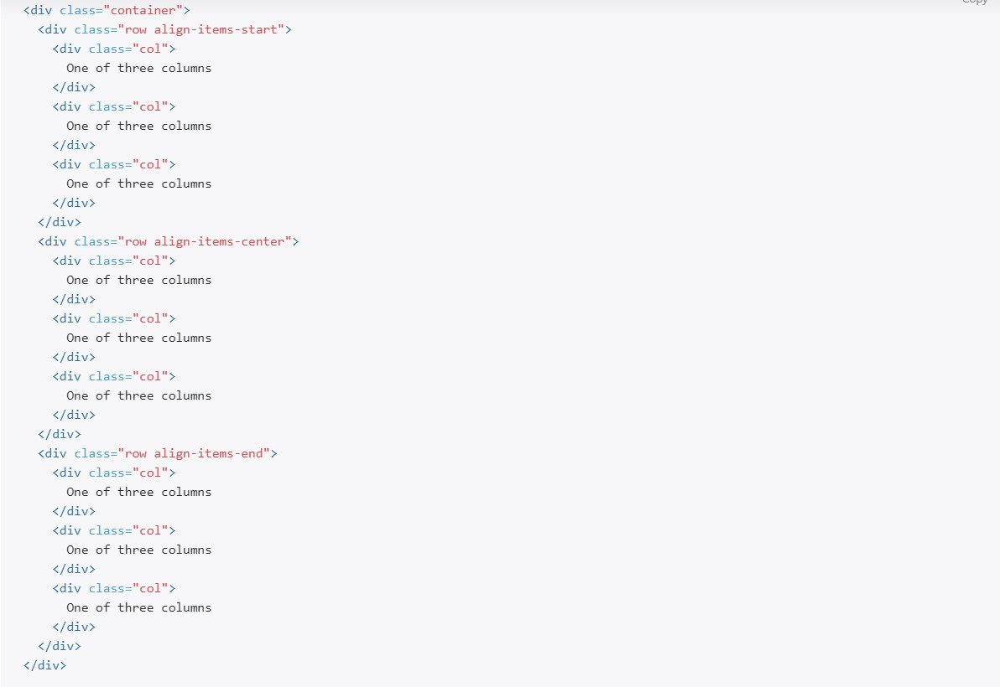 Copy
<div class="container">
  <div class="row align-items-start">
    <div class="col">
      One of three columns
    </div>
    <div class="col">
      One of three columns
    </div>
    <div class="col">
      One of three columns
    </div>
  </div>
  <div class="row align-items-center">
    <div class="col">
      One of three columns
    </div>
    <div class="col">
      One of three columns
    </div>
    <div class="col">
      One of three columns
    </div>
  </div>
  <div class="row align-items-end">
    <div class="col">
      One of three columns
    </div>
    <div class="col">
      One of three columns
    </div>
    <div class="col">
      One of three columns
    </div>
  </div>
</div>